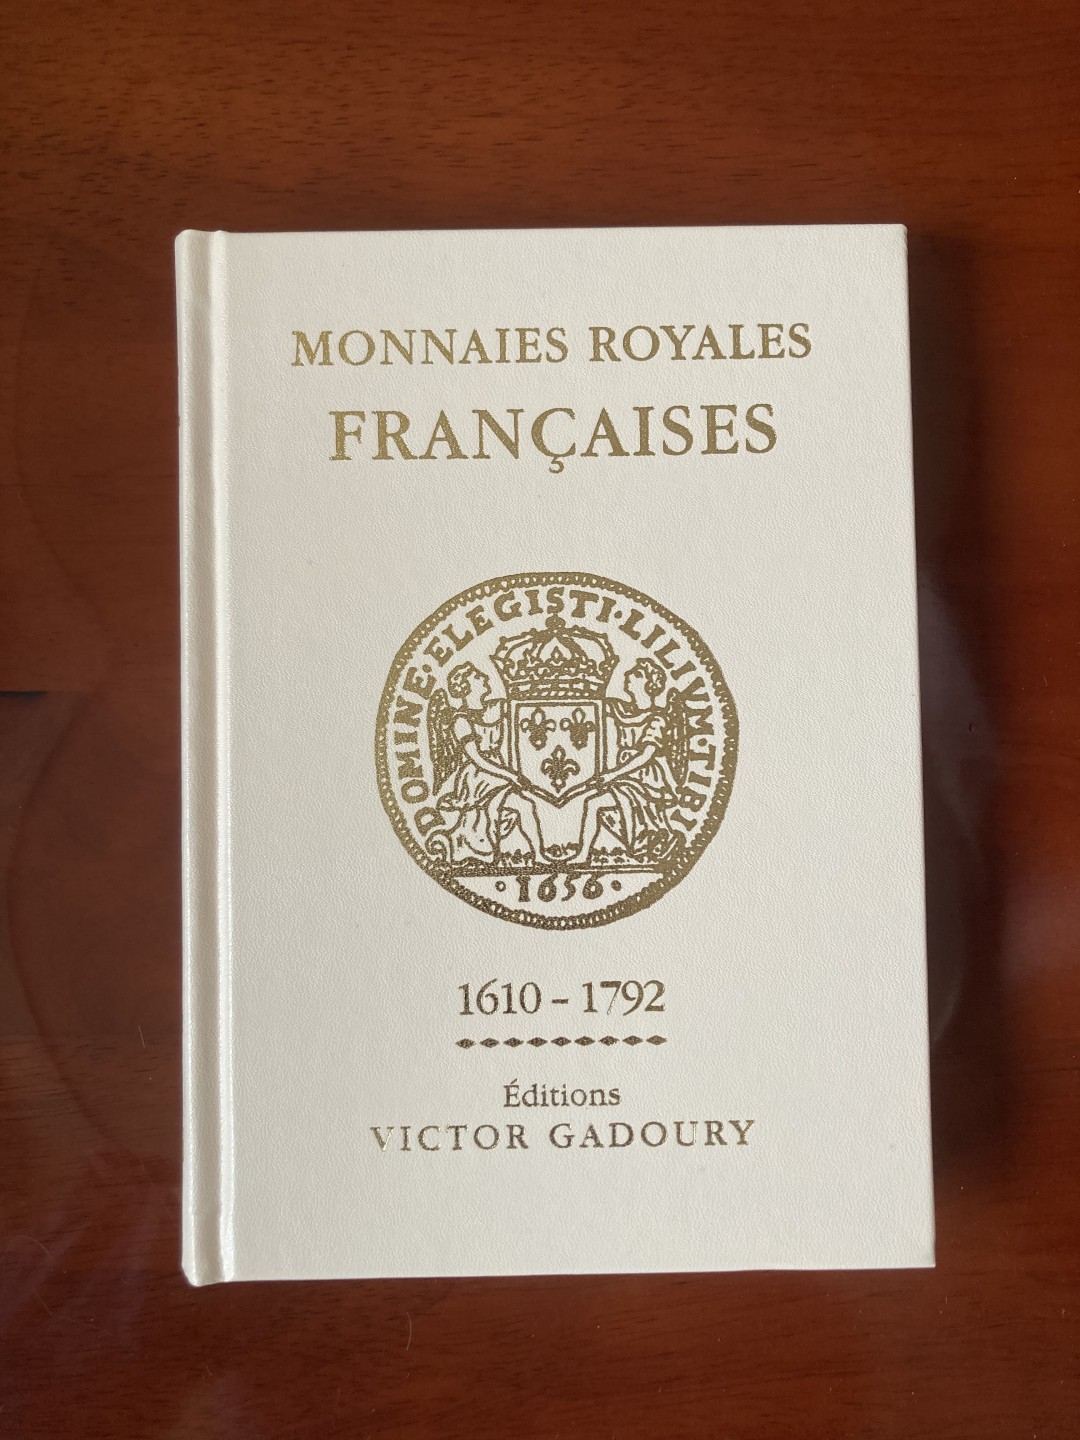 MONNAIES ROYALES
FRANÇAISES
DOMINE·ELEGISTI·LILIVM·TIBI
·1656·
1610 – 1792
Éditions
VICTOR GADOURY